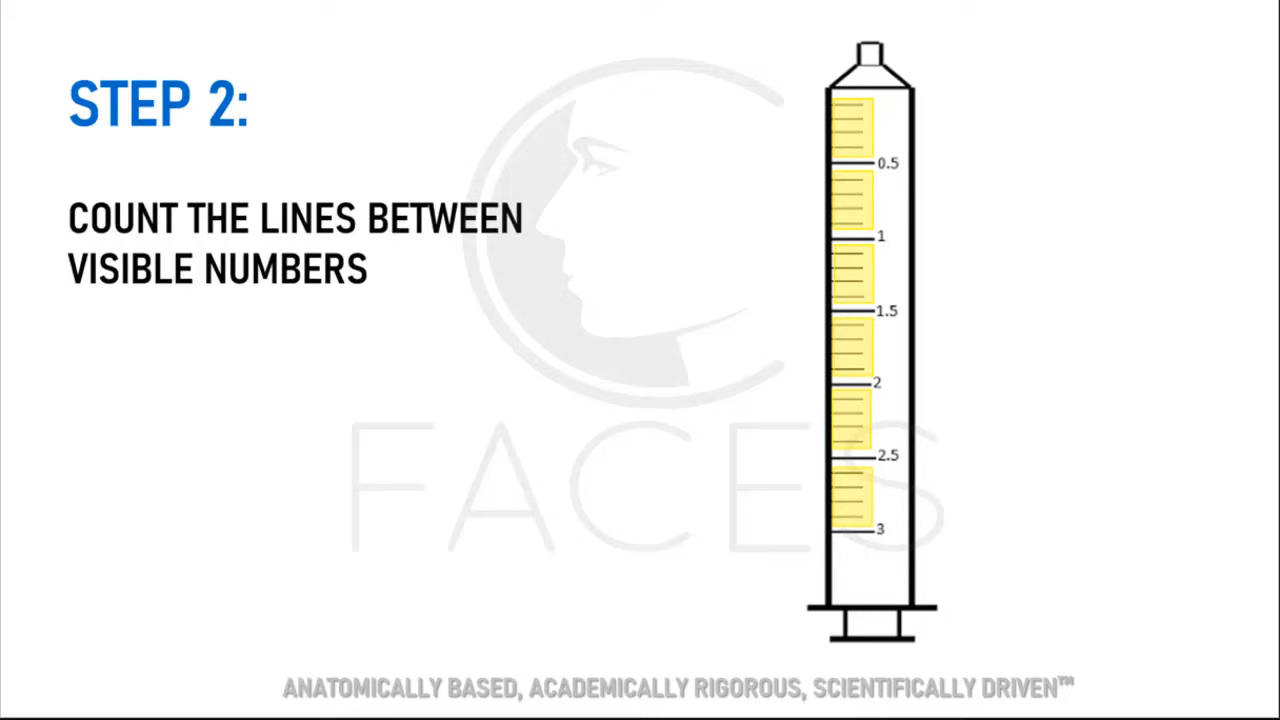 STEP 2:
COUNT THE LINES BETWEEN
VISIBLE NUMBERS
0.5
1
1.5
2
2.5
3
FACES
ANATOMICALLY BASED, ACADEMICALLY RIGOROUS, SCIENTIFICALLY DRIVEN™